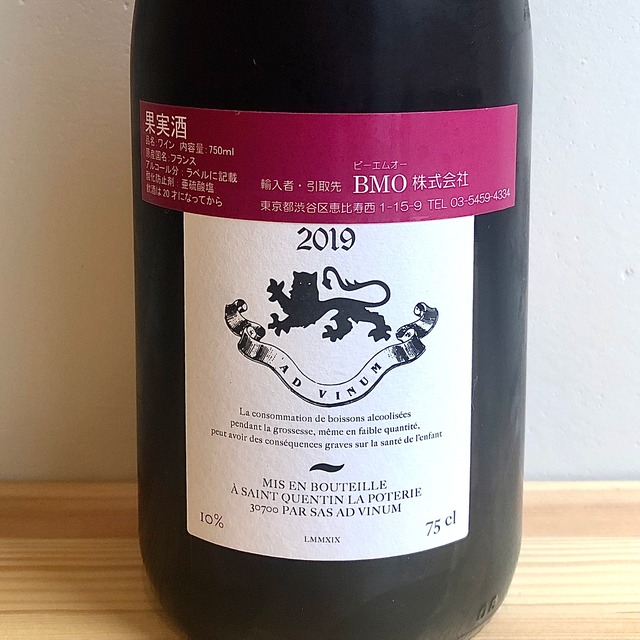 果実酒
品名:ワイン 内容量:750ml
原産国名:フランス
アルコール分:ラベルに記載
酸化防止剤:亜硫酸塩
飲酒は20才になってから
ビーエムオー
輸入者・引取先 BMO 株式会社
東京都渋谷区恵比寿西 1-15-9 TEL 03-5459-4334
2019
AD VINUM
La consommation de boissons alcoolisées
pendant la grossesse, même en faible quantité,
peut avoir des conséquences graves sur la santé de l'enfant
MIS EN BOUTEILLE
À SAINT QUENTIN LA POTERIE
30700 PAR SAS AD VINUM
10%
75 cl
LMMXIX